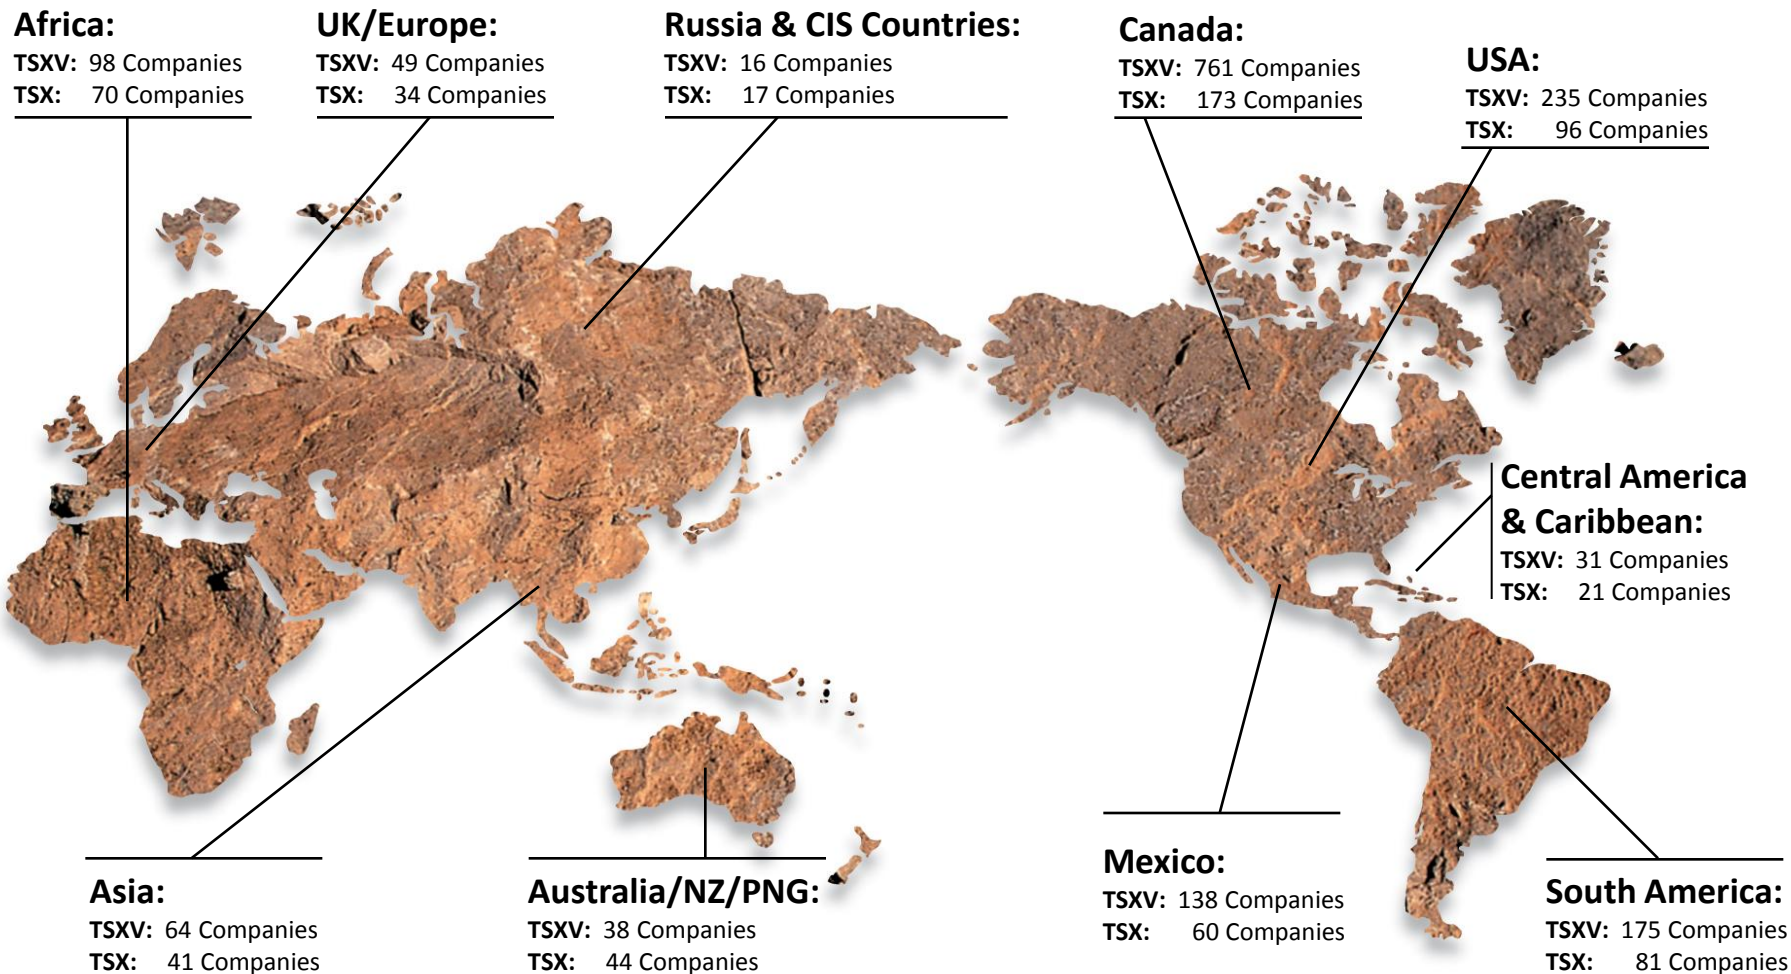 Africa:
TSXV: 98 Companies
TSX: 70 Companies
UK/Europe:
TSXV: 49 Companies
TSX: 34 Companies
Russia & CIS Countries:
TSXV: 16 Companies
TSX: 17 Companies
Canada:
TSXV: 761 Companies
TSX: 173 Companies
USA:
TSXV: 235 Companies
TSX: 96 Companies
Central America
& Caribbean:
TSXV: 31 Companies
TSX: 21 Companies
Asia:
TSXV: 64 Companies
TSX: 41 Companies
Australia/NZ/PNG:
TSXV: 38 Companies
TSX: 44 Companies
Mexico:
TSXV: 138 Companies
TSX: 60 Companies
South America:
TSXV: 175 Companies
TSX: 81 Companies